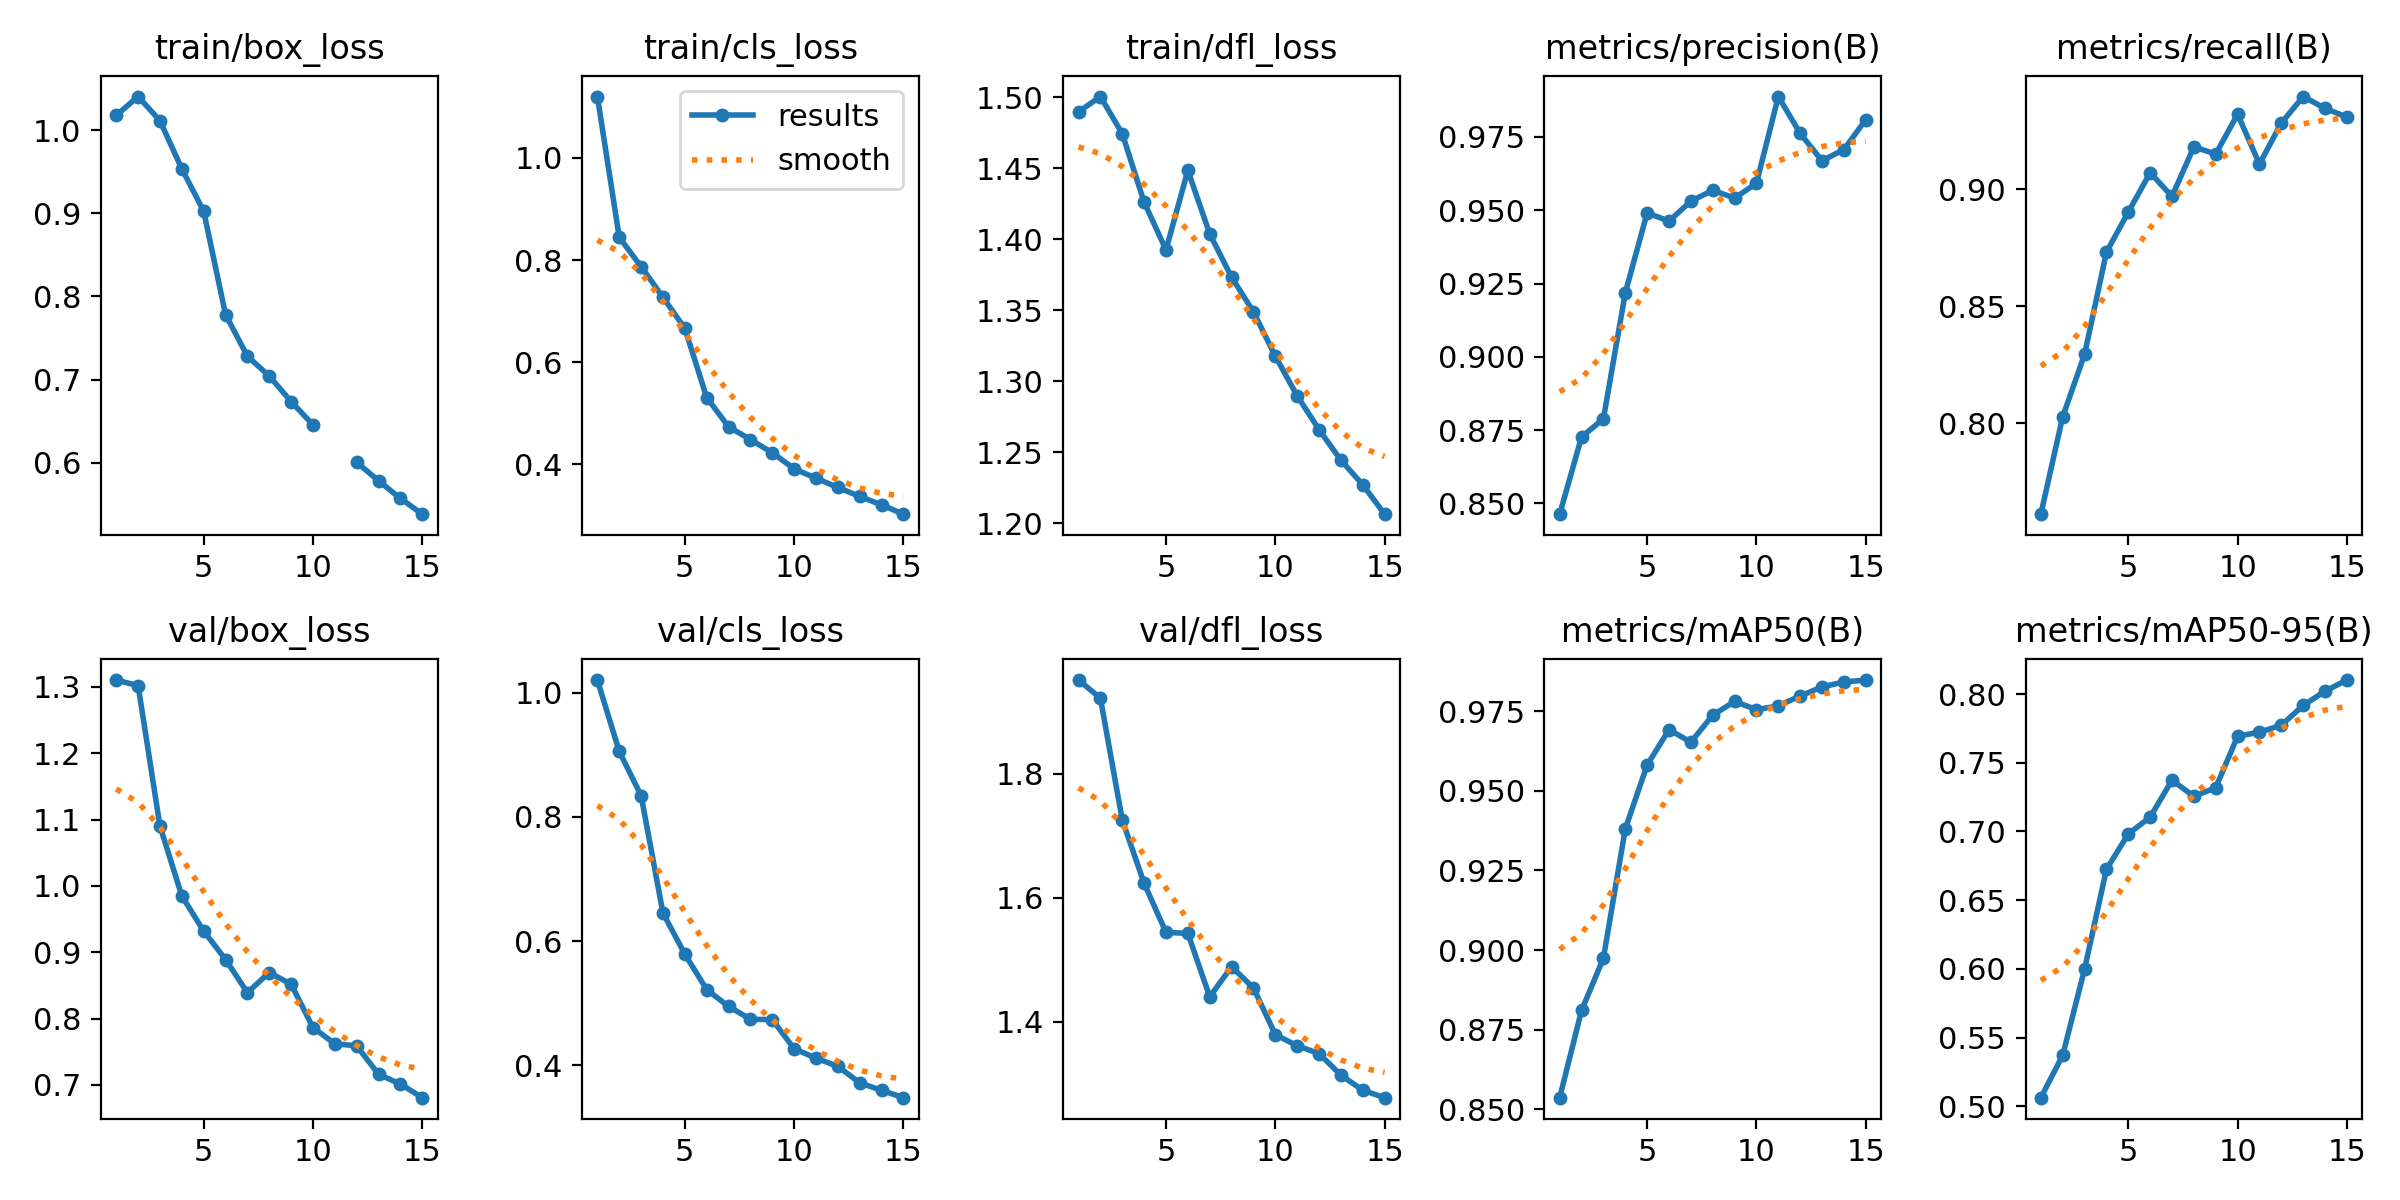 train/box_loss
train/cls_loss
train/dfl_loss
metrics/precision(B)
metrics/recall(B)
1.0
0.9
0.8
0.7
0.6
5 10 15
results
smooth
1.0
0.8
0.6
0.4
5 10 15
1.50
1.45
1.40
1.35
1.30
1.25
1.20
5 10 15
0.975
0.950
0.925
0.900
0.875
0.850
5 10 15
0.90
0.85
0.80
5 10 15
val/box_loss
val/cls_loss
val/dfl_loss
metrics/mAP50(B)
metrics/mAP50-95(B)
1.3
1.2
1.1
1.0
0.9
0.8
0.7
5 10 15
1.0
0.8
0.6
0.4
5 10 15
1.8
1.6
1.4
5 10 15
0.975
0.950
0.925
0.900
0.875
0.850
5 10 15
0.80
0.75
0.70
0.65
0.60
0.55
0.50
5 10 15